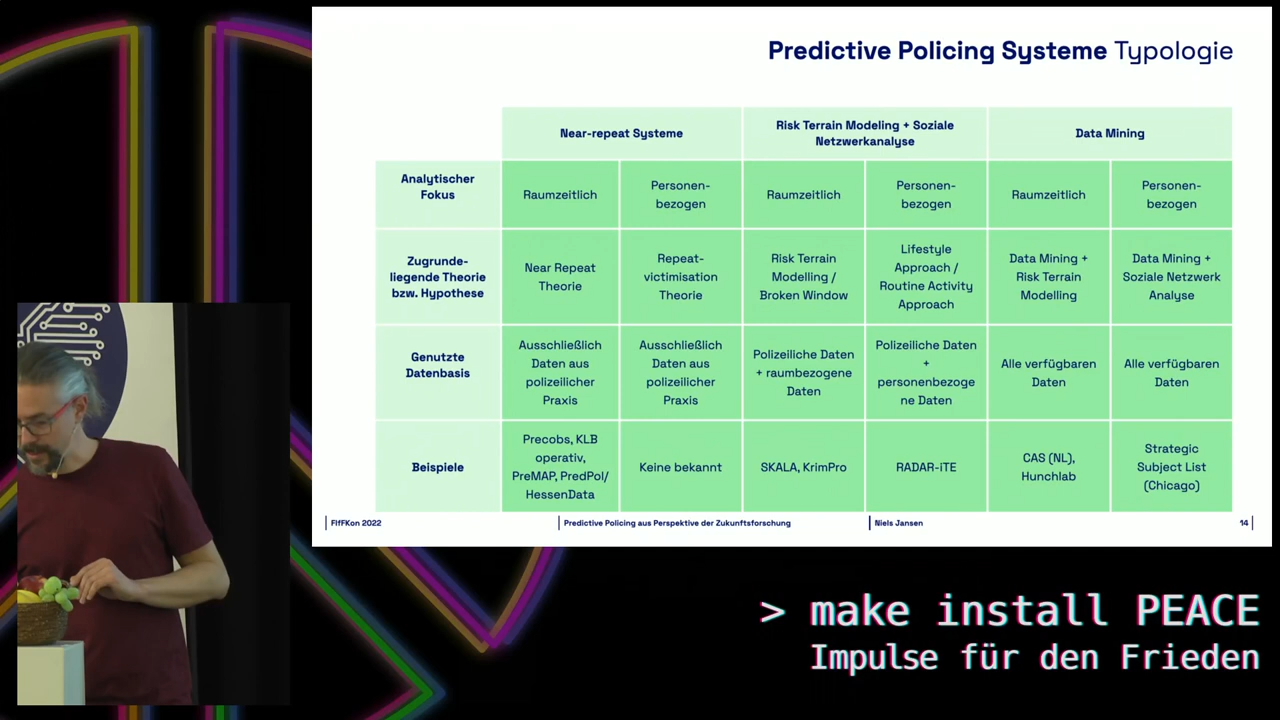 Predictive Policing Systeme Typologie
Near-repeat Systeme
Risk Terrain Modeling + Soziale
Netzwerkanalyse
Data Mining
Analytischer
Fokus
Raumzeitlich
Personen-
bezogen
Raumzeitlich
Personen-
bezogen
Raumzeitlich
Personen-
bezogen
Zugrunde-
liegende Theorie
bzw. Hypothese
Near Repeat
Theorie
Repeat-
victimisation
Theorie
Risk Terrain
Modelling /
Broken Window
Lifestyle
Approach /
Routine Activity
Approach
Data Mining +
Risk Terrain
Modelling
Data Mining +
Soziale Netzwerk
Analyse
Genutzte
Datenbasis
Ausschließlich
Daten aus
polizeilicher
Praxis
Ausschließlich
Daten aus
polizeilicher
Praxis
Polizeiliche Daten
+ raumbezogene
Daten
Polizeiliche Daten
+
personenbezoge
ne Daten
Alle verfügbaren
Daten
Alle verfügbaren
Daten
Beispiele
Precobs, KLB
operativ,
PreMAP, PredPol/
HessenData
Keine bekannt
SKALA, KrimPro
RADAR-iTE
CAS (NL),
Hunchlab
Strategic
Subject List
(Chicago)
FIfFKon 2022
Predictive Policing aus Perspektive der Zukunftsforschung
Niels Jansen
14
> make install PEACE
Impulse für den Frieden